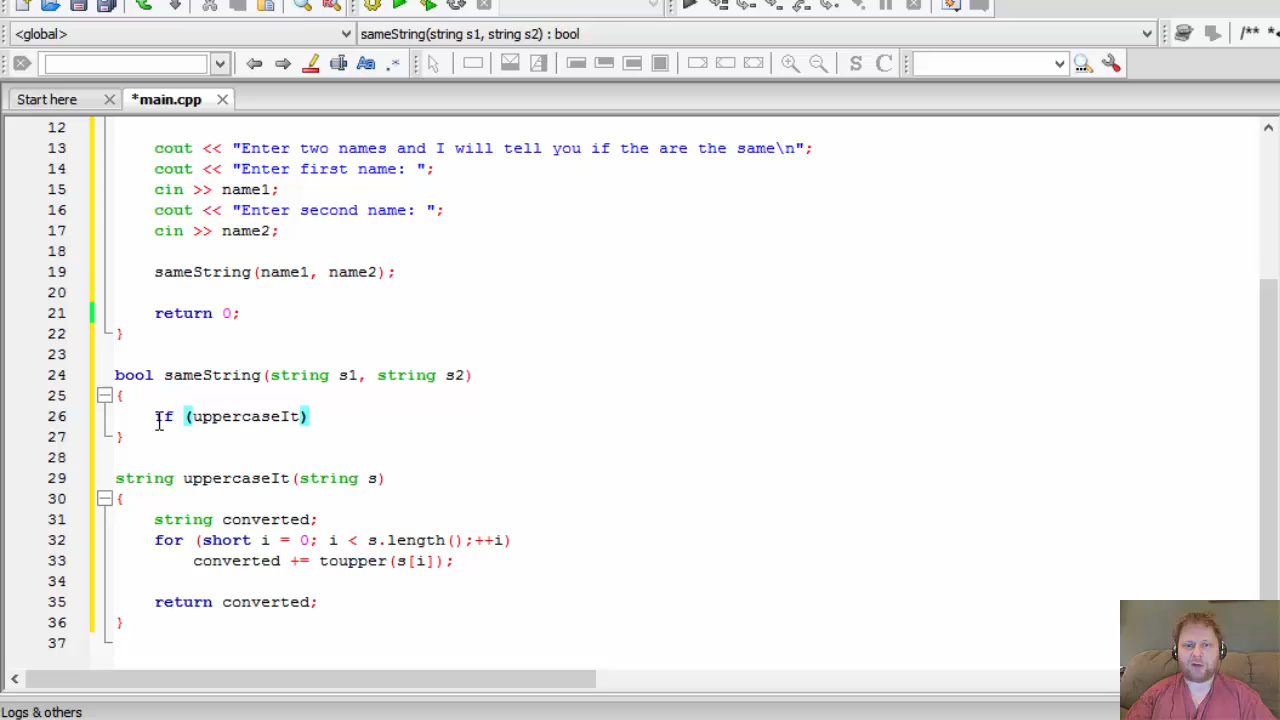 <global>
sameString(string s1, string s2) : bool
/** *
Start here
*main.cpp
12
13 cout << "Enter two names and I will tell you if the are the same\n";
14 cout << "Enter first name: ";
15 cin >> name1;
16 cout << "Enter second name: ";
17 cin >> name2;
18
19 sameString(name1, name2);
20
21 return 0;
22 }
23
24 bool sameString(string s1, string s2)
25 {
26 if (uppercaseIt)
27 }
28
29 string uppercaseIt(string s)
30 {
31 string converted;
32 for (short i = 0; i < s.length();++i)
33 converted += toupper(s[i]);
34
35 return converted;
36 }
37
Logs & others